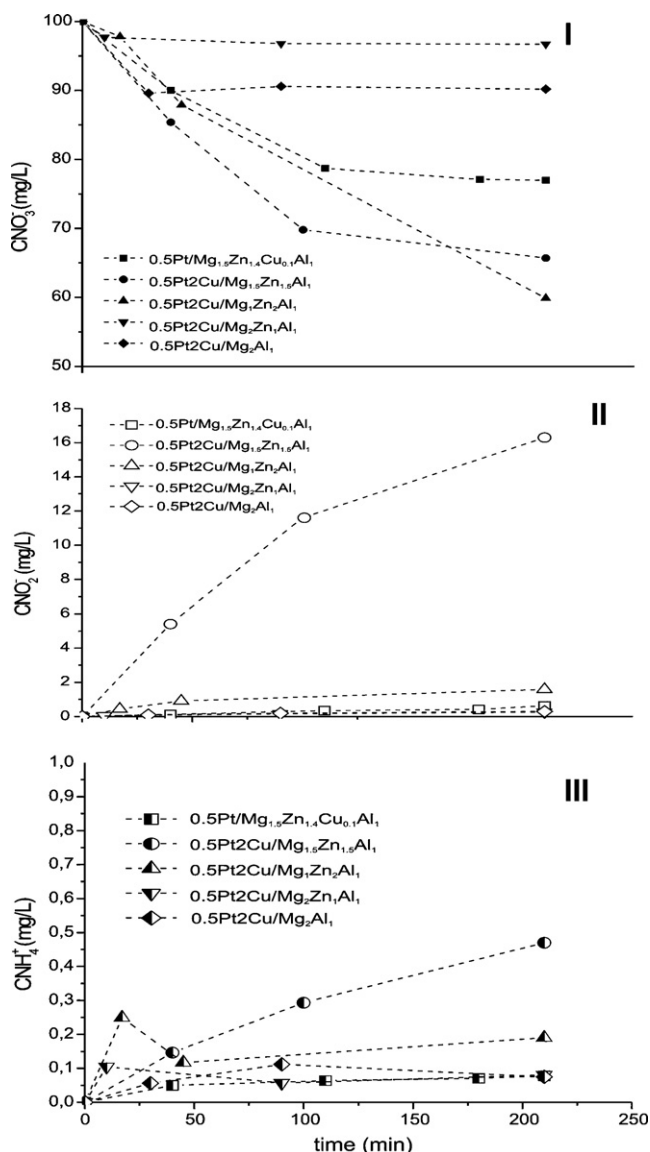 I
100
90
80
70
60
50
CNO₃⁻(mg/L)
0.5Pt/Mg₁.₅Zn₁.₄Cu₀.₁Al₁
0.5Pt2Cu/Mg₁.₅Zn₁.₅Al₁
0.5Pt2Cu/Mg₁Zn₂Al₁
0.5Pt2Cu/Mg₂Zn₁Al₁
0.5Pt2Cu/Mg₂Al₁
II
18
16
14
12
10
8
6
4
2
0
CNO₂⁻(mg/L)
0.5Pt/Mg₁.₅Zn₁.₄Cu₀.₁Al₁
0.5Pt2Cu/Mg₁.₅Zn₁.₅Al₁
0.5Pt2Cu/Mg₁Zn₂Al₁
0.5Pt2Cu/Mg₂Zn₁Al₁
0.5Pt2Cu/Mg₂Al₁
III
1,0
0,9
0,8
0,7
0,6
0,5
0,4
0,3
0,2
0,1
0,0
CNH₄⁺(mg/L)
0.5Pt/Mg₁.₅Zn₁.₄Cu₀.₁Al₁
0.5Pt2Cu/Mg₁.₅Zn₁.₅Al₁
0.5Pt2Cu/Mg₁Zn₂Al₁
0.5Pt2Cu/Mg₂Zn₁Al₁
0.5Pt2Cu/Mg₂Al₁
0 50 100 150 200 250
time (min)